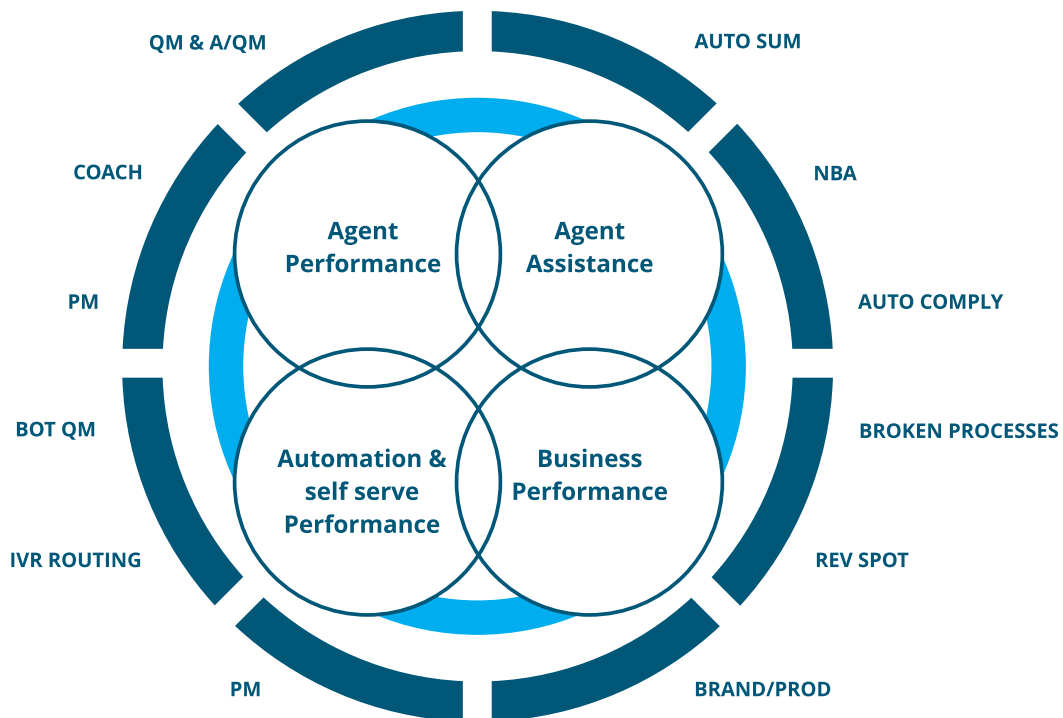 QM & A/QM
AUTO SUM
COACH
NBA
Agent
Performance
Agent
Assistance
PM
AUTO COMPLY
BOT QM
BROKEN PROCESSES
Automation &
self serve
Performance
Business
Performance
IVR ROUTING
REV SPOT
PM
BRAND/PROD